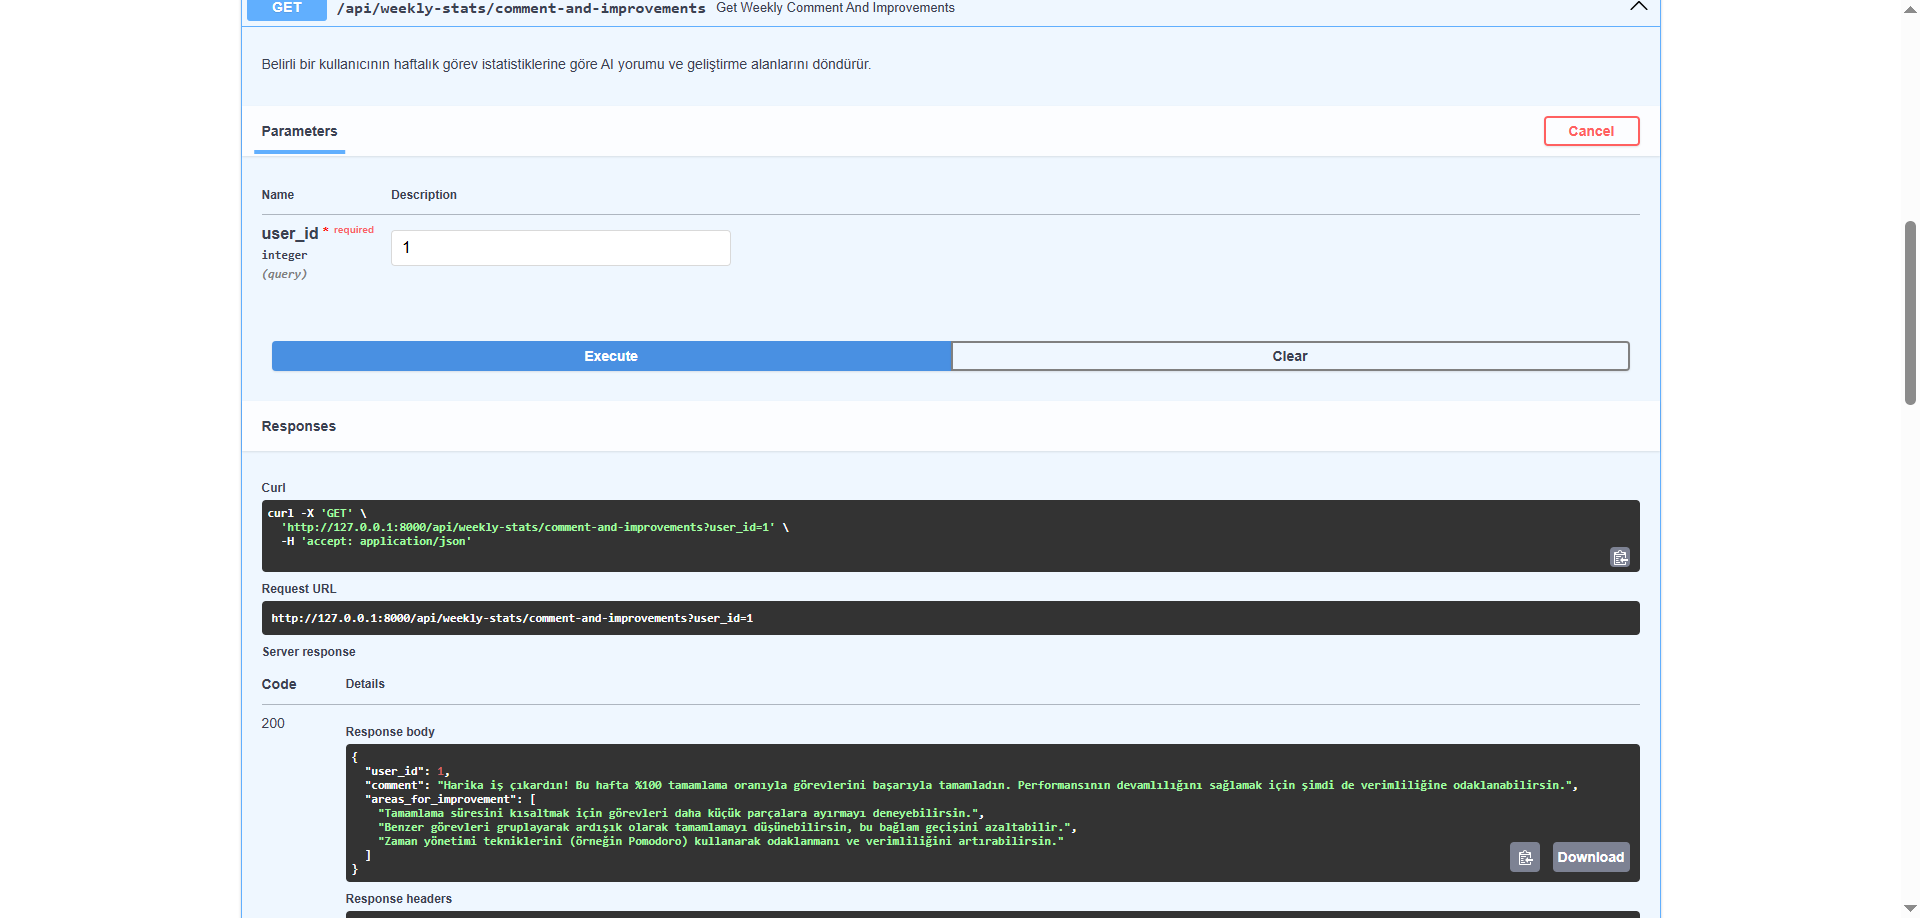 GET /api/weekly-stats/comment-and-improvements Get Weekly Comment And Improvements
Belirli bir kullanıcının haftalık görev istatistiklerine göre AI yorumu ve geliştirme alanlarını döndürür.
Parameters
Cancel
Name Description
user_id * required
integer
(query)
1
Execute
Clear
Responses
Curl
curl -X 'GET' \
  'http://127.0.0.1:8000/api/weekly-stats/comment-and-improvements?user_id=1' \
  -H 'accept: application/json'
Request URL
http://127.0.0.1:8000/api/weekly-stats/comment-and-improvements?user_id=1
Server response
Code Details
200
Response body
{
  "user_id": 1,
  "comment": "Harika iş çıkardın! Bu hafta %100 tamamlama oranıyla görevlerini başarıyla tamamladın. Performansının devamlılığını sağlamak için şimdi de verimliliğine odaklanabilirsin.",
  "areas_for_improvement": [
    "Tamamlama süresini kısaltmak için görevleri daha küçük parçalara ayırmayı deneyebilirsin.",
    "Benzer görevleri gruplayarak ardışık olarak tamamlamayı düşünebilirsin, bu bağlam geçişini azaltabilir.",
    "Zaman yönetimi tekniklerini (örneğin Pomodoro) kullanarak odaklanmanı ve verimliliğini artırabilirsin."
  ]
}
Download
Response headers